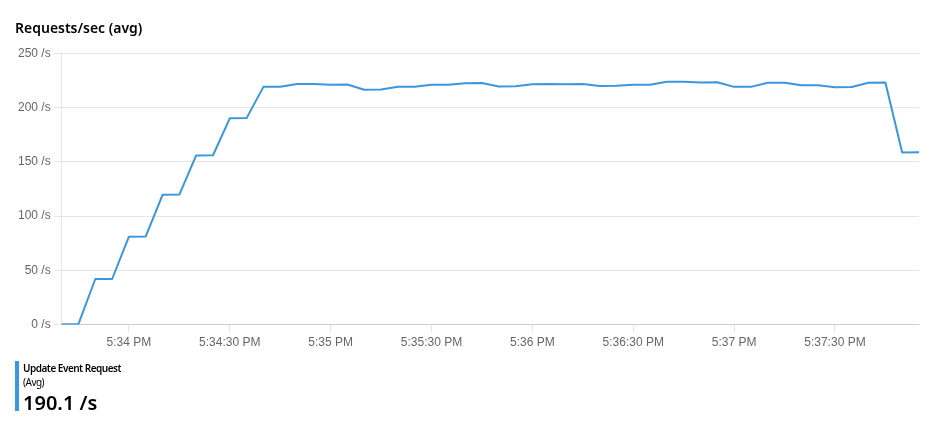 Requests/sec (avg)
250 /s
200 /s
150 /s
100 /s
50 /s
0 /s
5:34 PM 5:34:30 PM 5:35 PM 5:35:30 PM 5:36 PM 5:36:30 PM 5:37 PM 5:37:30 PM
Update Event Request
(Avg)
190.1 /s